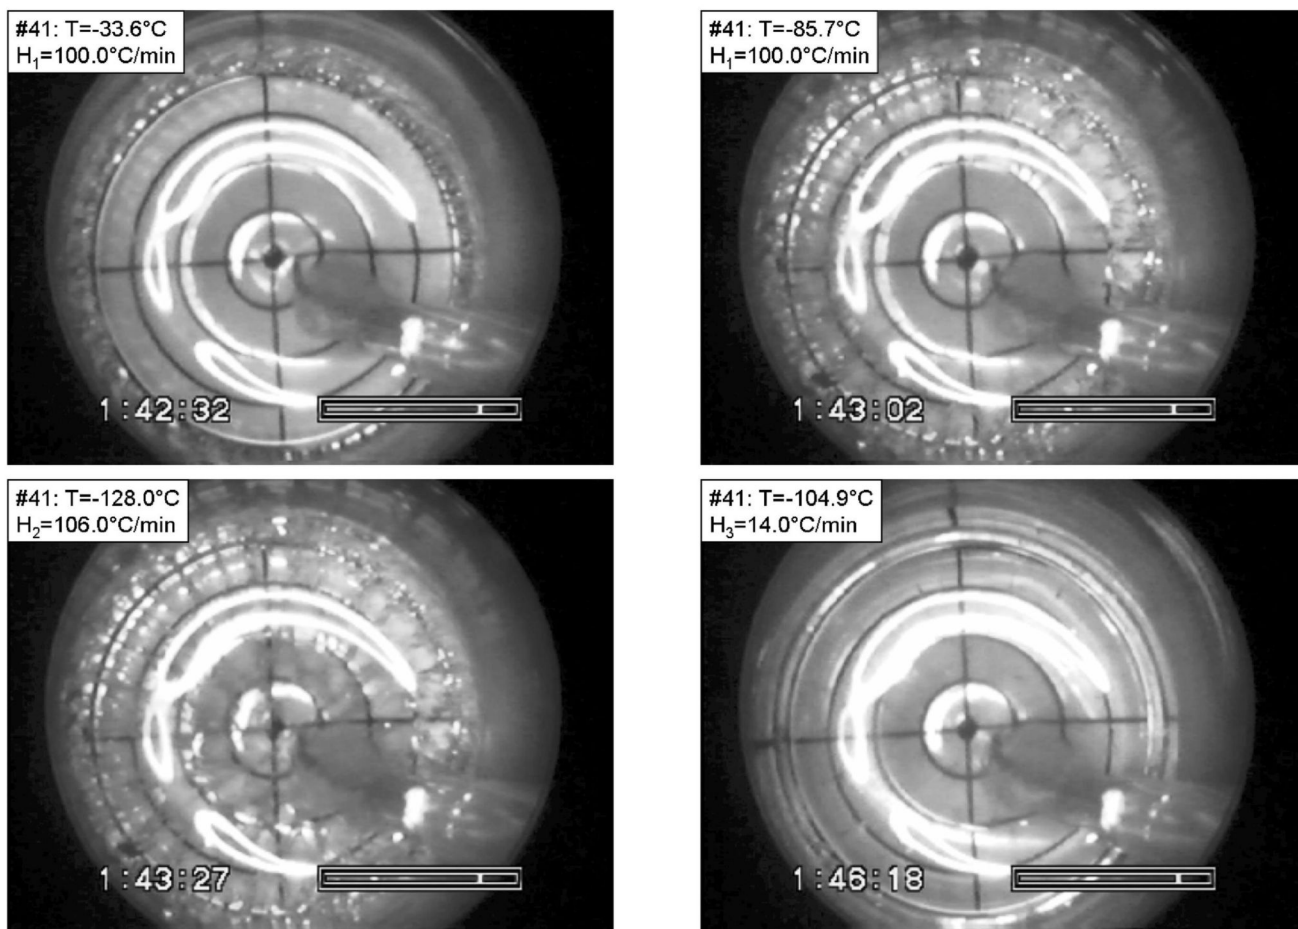 #41: T=-33.6°C
H₁=100.0°C/min
1:42:32
#41: T=-85.7°C
H₁=100.0°C/min
1:43:02
#41: T=-128.0°C
H₂=106.0°C/min
1:43:27
#41: T=-104.9°C
H₃=14.0°C/min
1:46:18